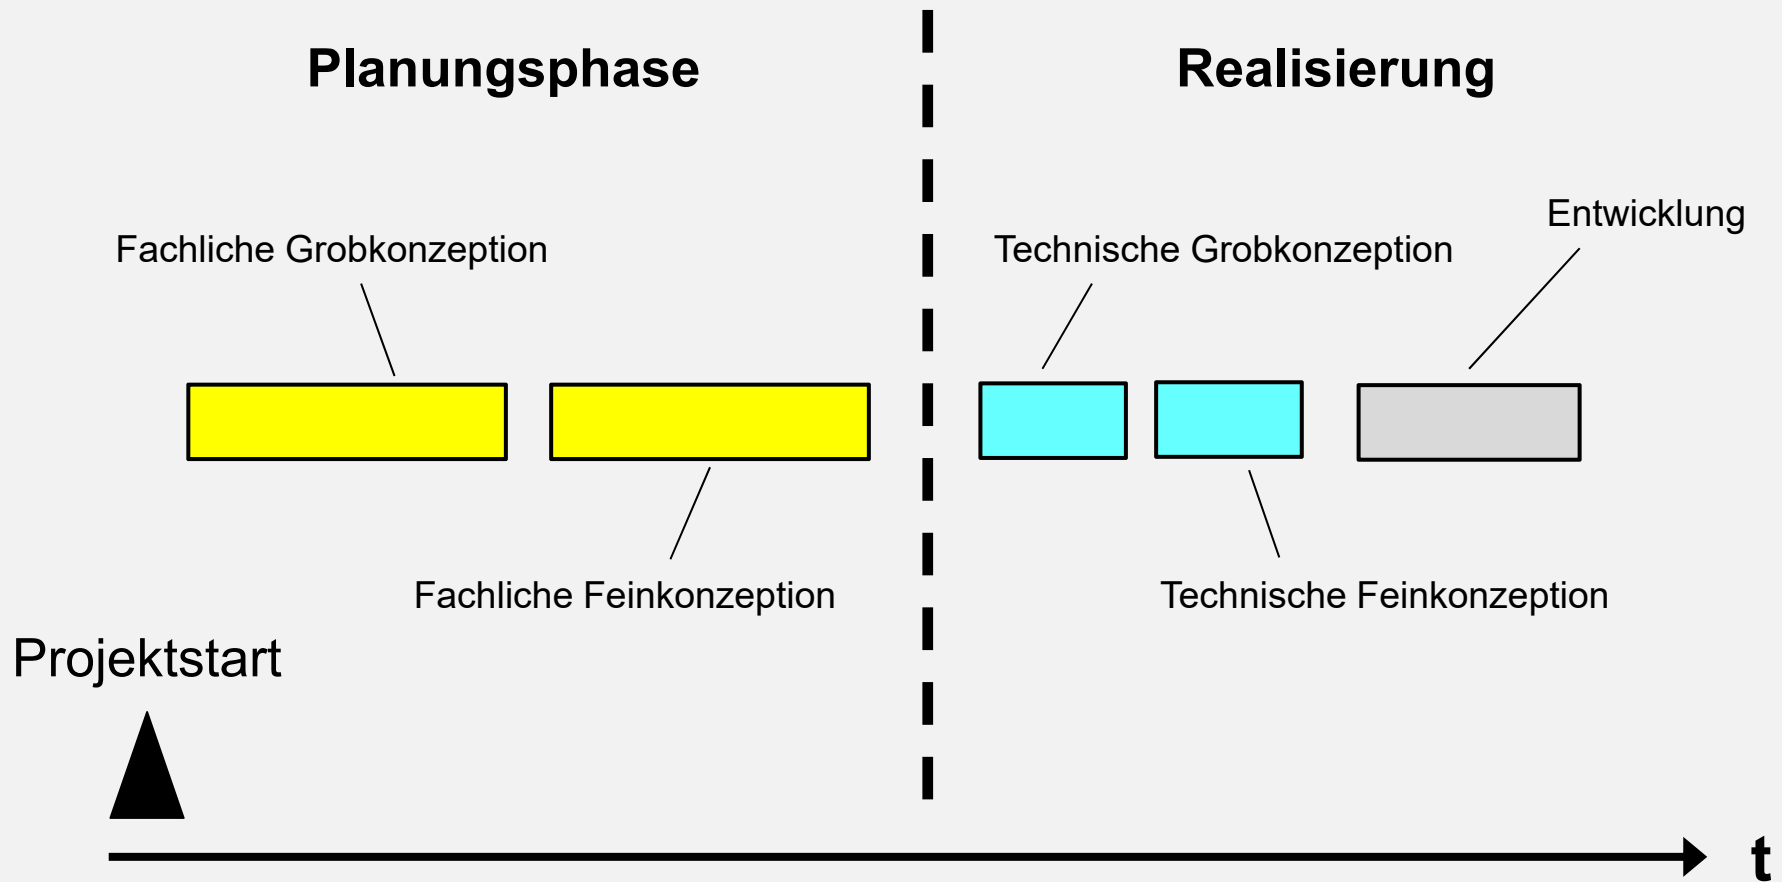 Planungsphase
Realisierung
Entwicklung
Fachliche Grobkonzeption
Technische Grobkonzeption
Fachliche Feinkonzeption
Technische Feinkonzeption
Projektstart
t